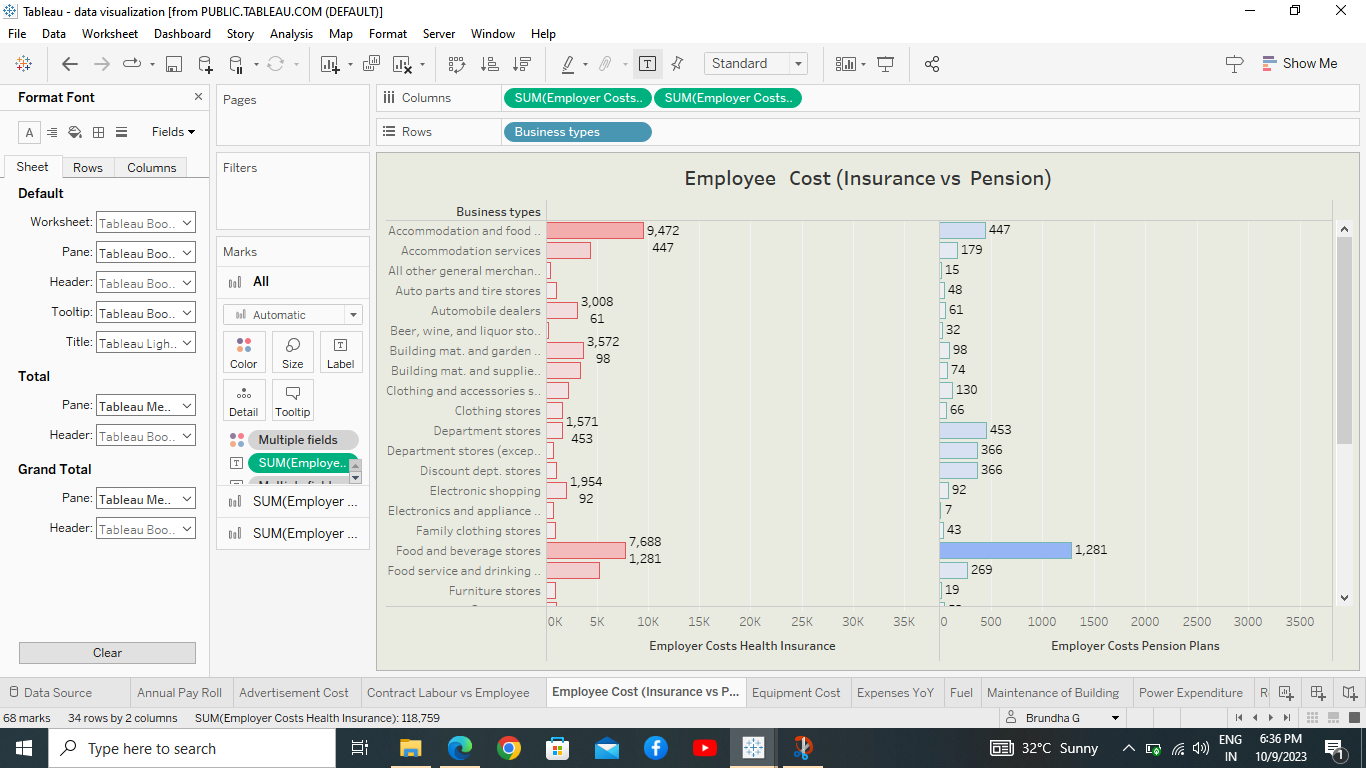 Tableau - data visualization [from PUBLIC.TABLEAU.COM (DEFAULT)]
File Data Worksheet Dashboard Story Analysis Map Format Server Window Help
Standard
Show Me
Format Font
Fields
Sheet Rows Columns
Default
Worksheet: Tableau Boo..
Pane: Tableau Boo..
Header: Tableau Boo..
Tooltip: Tableau Boo..
Title: Tableau Ligh..
Total
Pane: Tableau Me..
Header: Tableau Boo..
Grand Total
Pane: Tableau Me..
Header: Tableau Boo..
Clear
Pages
Filters
Marks
All
Automatic
Color Size Label
Detail Tooltip
Multiple fields
SUM(Employe..
SUM(Employer ...
SUM(Employer ...
Columns SUM(Employer Costs.. SUM(Employer Costs..
Rows Business types
Employee Cost (Insurance vs Pension)
Business types
Accommodation and food .. 9,472 447
447
Accommodation services 179
All other general merchan.. 15
Auto parts and tire stores 48
Automobile dealers 3,008 61
61
Beer, wine, and liquor sto.. 32
Building mat. and garden .. 3,572 98
98
Building mat. and supplie.. 74
Clothing and accessories s.. 130
Clothing stores 66
Department stores 1,571 453
453
Department stores (excep.. 366
Discount dept. stores 366
Electronic shopping 1,954 92
92
Electronics and appliance .. 7
Family clothing stores 43
Food and beverage stores 7,688 1,281
1,281
Food service and drinking .. 269
Furniture stores 19
0K 5K 10K 15K 20K 25K 30K 35K 0 500 1000 1500 2000 2500 3000 3500
Employer Costs Health Insurance Employer Costs Pension Plans
Data Source Annual Pay Roll Advertisement Cost Contract Labour vs Employee Employee Cost (Insurance vs P... Equipment Cost Expenses YoY Fuel Maintenance of Building Power Expenditure
68 marks 34 rows by 2 columns SUM(Employer Costs Health Insurance): 118,759 Brundha G
Type here to search
32°C Sunny
ENG
IN
6:36 PM
10/9/2023
1